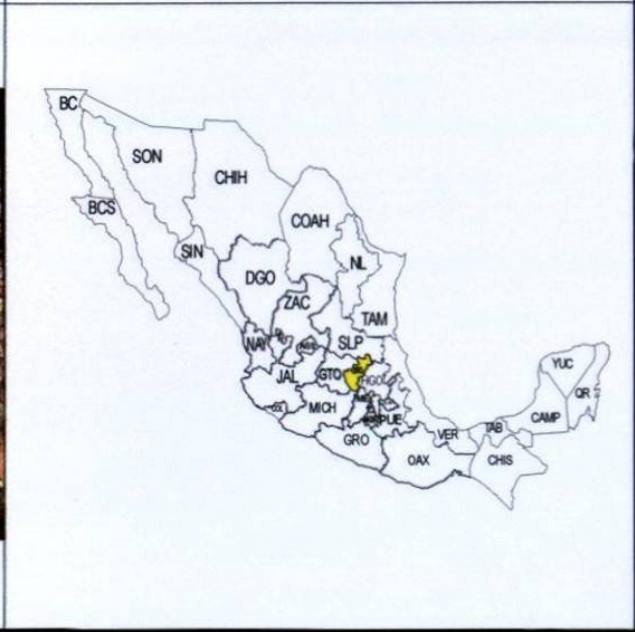 BC
SON
CHIH
BCS
COAH
SIN
NL
DGO
ZAC
TAM
NAY
SLP
YUC
JAL
GTO
HGO
QR
MICH
PUE
CAMP
VER
TAB
GRO
OAX
CHIS